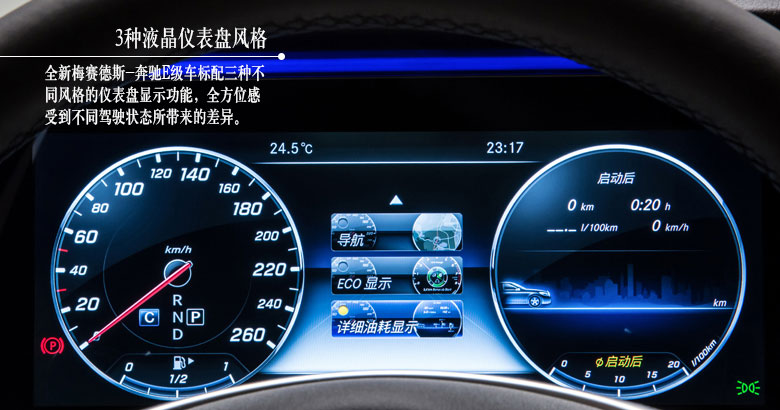 3种液晶仪表盘风格
全新梅赛德斯-奔驰E级车标配三种不
同风格的仪表盘显示功能，全方位感
受到不同驾驶状态所带来的差异。
24.5°C
23:17
20
40
60
80
100
120
140
160
180
200
220
240
260
km/h
R
N
D
C
P
0 1/2 1
(P)
导航
ECO 显示
详细油耗显示
启动后
0 km 0:20 h
--.- l/100km 0 km/h
km
ø启动后
0 5 10 15 20
l/100km